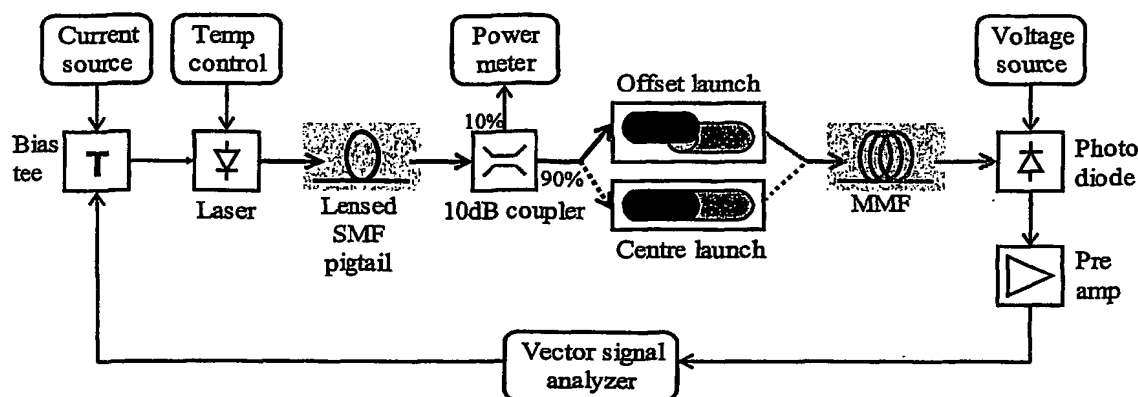 Current
source
Temp
control
Power
meter
Voltage
source
Offset launch
10%
Bias
tee
T
90%
Photo
diode
Laser
Lensed
SMF
pigtail
10dB coupler
MMF
Centre launch
Pre
amp
Vector signal
analyzer